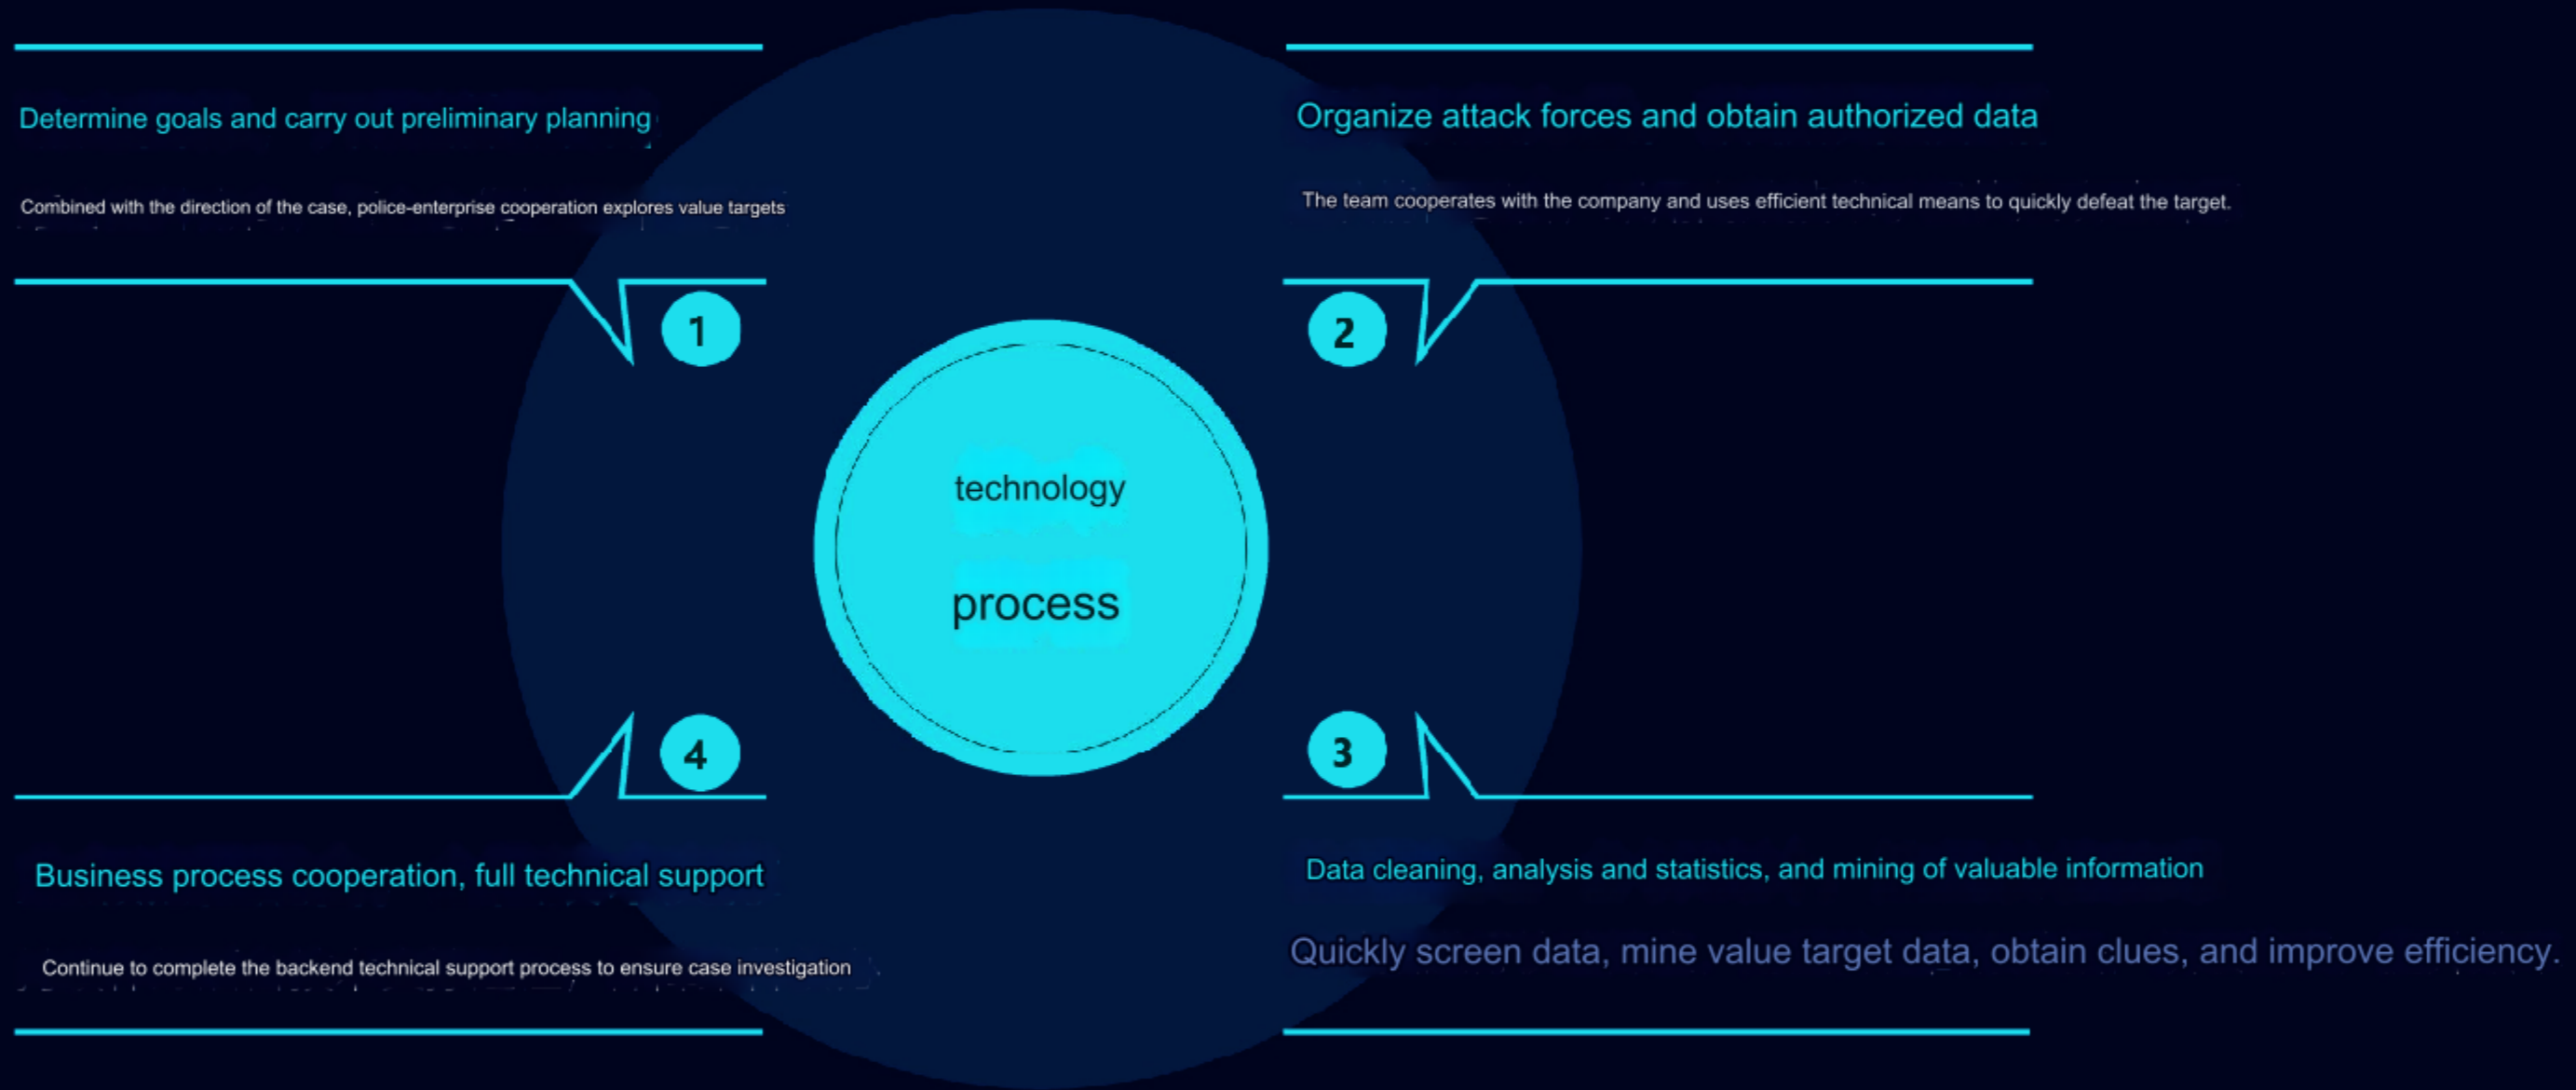 Determine goals and carry out preliminary planning
Combined with the direction of the case, police-enterprise cooperation explores value targets
1
Organize attack forces and obtain authorized data
The team cooperates with the company and uses efficient technical means to quickly defeat the target.
2
technology
process
3
Data cleaning, analysis and statistics, and mining of valuable information
Quickly screen data, mine value target data, obtain clues, and improve efficiency.
4
Business process cooperation, full technical support
Continue to complete the backend technical support process to ensure case investigation